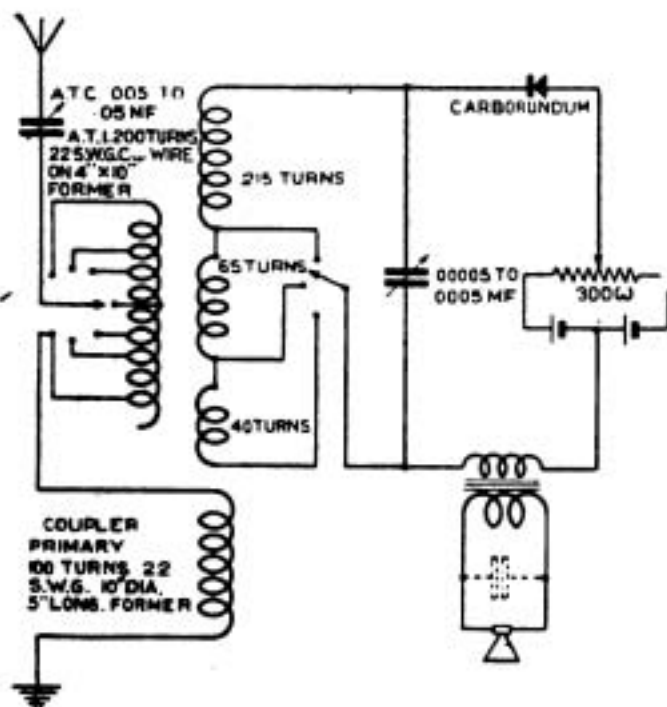 A.T.C. .005 TO
.05 MF
A.T.I. 200 TURNS
22 S.W.G.C. WIRE
ON 4" X 10"
FORMER
CARBORUNDUM
215 TURNS
65 TURNS
.00005 TO
.0005 MF
300 ω
40 TURNS
COUPLER
PRIMARY
100 TURNS 22
S.W.G. 10" DIA.
5" LONG. FORMER